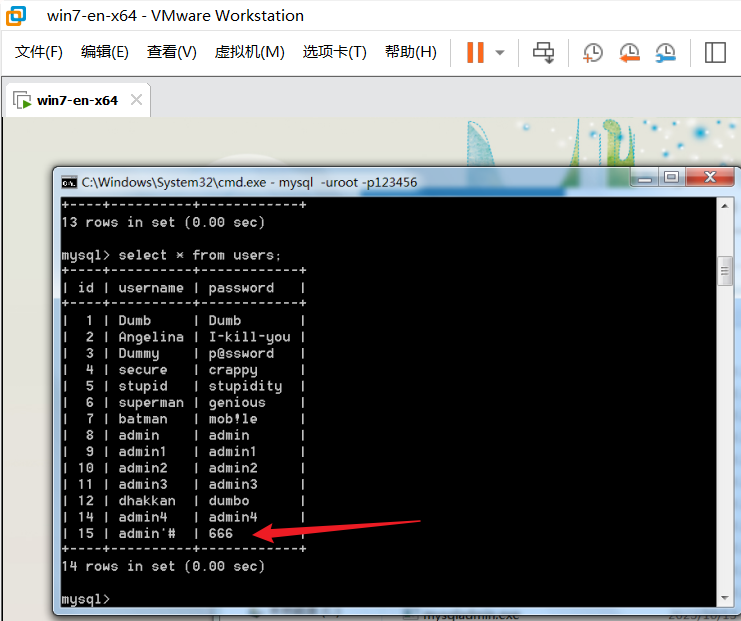 win7-en-x64 - VMware Workstation
文件(F) 编辑(E) 查看(V) 虚拟机(M) 选项卡(T) 帮助(H)
win7-en-x64
C:\Windows\System32\cmd.exe - mysql -uroot -p123456
+----+----------+------------+
13 rows in set (0.00 sec)
mysql> select * from users;
+----+----------+------------+
| id | username | password   |
+----+----------+------------+
|  1 | Dumb     | Dumb       |
|  2 | Angelina | I-kill-you |
|  3 | Dummy    | p@ssword   |
|  4 | secure   | crappy     |
|  5 | stupid   | stupidity  |
|  6 | superman | genious    |
|  7 | batman   | mob!le     |
|  8 | admin    | admin      |
|  9 | admin1   | admin1     |
| 10 | admin2   | admin2     |
| 11 | admin3   | admin3     |
| 12 | dhakkan  | dumbo      |
| 14 | admin4   | admin4     |
| 15 | admin'#  | 666        |
+----+----------+------------+
14 rows in set (0.00 sec)
mysql>
mysqladmin.exe